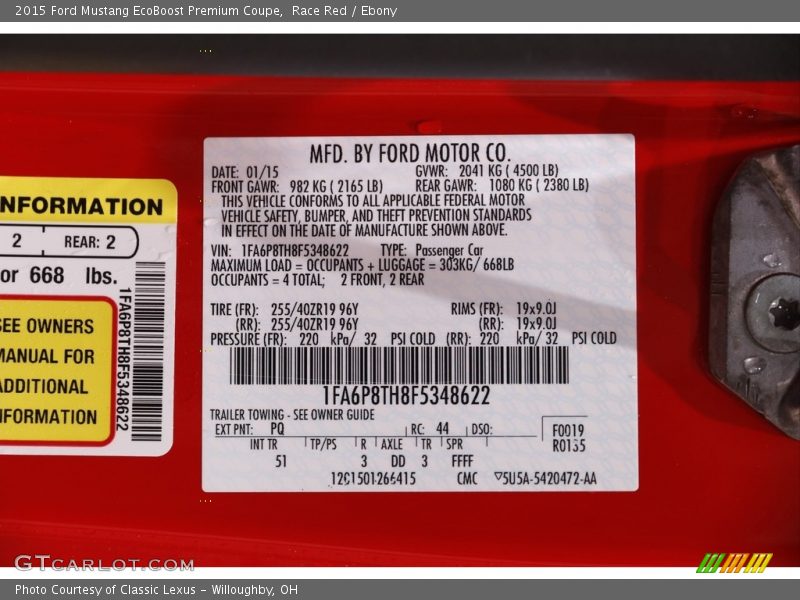 2015 Ford Mustang EcoBoost Premium Coupe, Race Red / Ebony
NFORMATION
2 REAR: 2
or 668 lbs.
SEE OWNERS
MANUAL FOR
ADDITIONAL
NFORMATION
1FA6P8TH8F5348622
MFD. BY FORD MOTOR CO.
DATE: 01/15 GVWR: 2041 KG ( 4500 LB)
FRONT GAWR: 982 KG ( 2165 LB) REAR GAWR: 1080 KG ( 2380 LB)
THIS VEHICLE CONFORMS TO ALL APPLICABLE FEDERAL MOTOR
VEHICLE SAFETY, BUMPER, AND THEFT PREVENTION STANDARDS
IN EFFECT ON THE DATE OF MANUFACTURE SHOWN ABOVE.
VIN: 1FA6P8TH8F5348622 TYPE: Passenger Car
MAXIMUM LOAD = OCCUPANTS + LUGGAGE = 303KG/ 668LB
OCCUPANTS = 4 TOTAL; 2 FRONT, 2 REAR
TIRE (FR): 255/40ZR19 96Y RIMS (FR): 19x9.0J
(RR): 255/40ZR19 96Y (RR): 19x9.0J
PRESSURE (FR): 220 kPa/ 32 PSI COLD (RR): 220 kPa/ 32 PSI COLD
1FA6P8TH8F5348622
TRAILER TOWING - SEE OWNER GUIDE
EXT PNT: PQ RC: 44 DSO: F0019
R0135
INT TR TP/PS R AXLE TR SPR
51 3 DD 3 FFFF
12C1501266415 CMC 5U5A-5420472-AA
GTCARLOT.COM
Photo Courtesy of Classic Lexus - Willoughby, OH